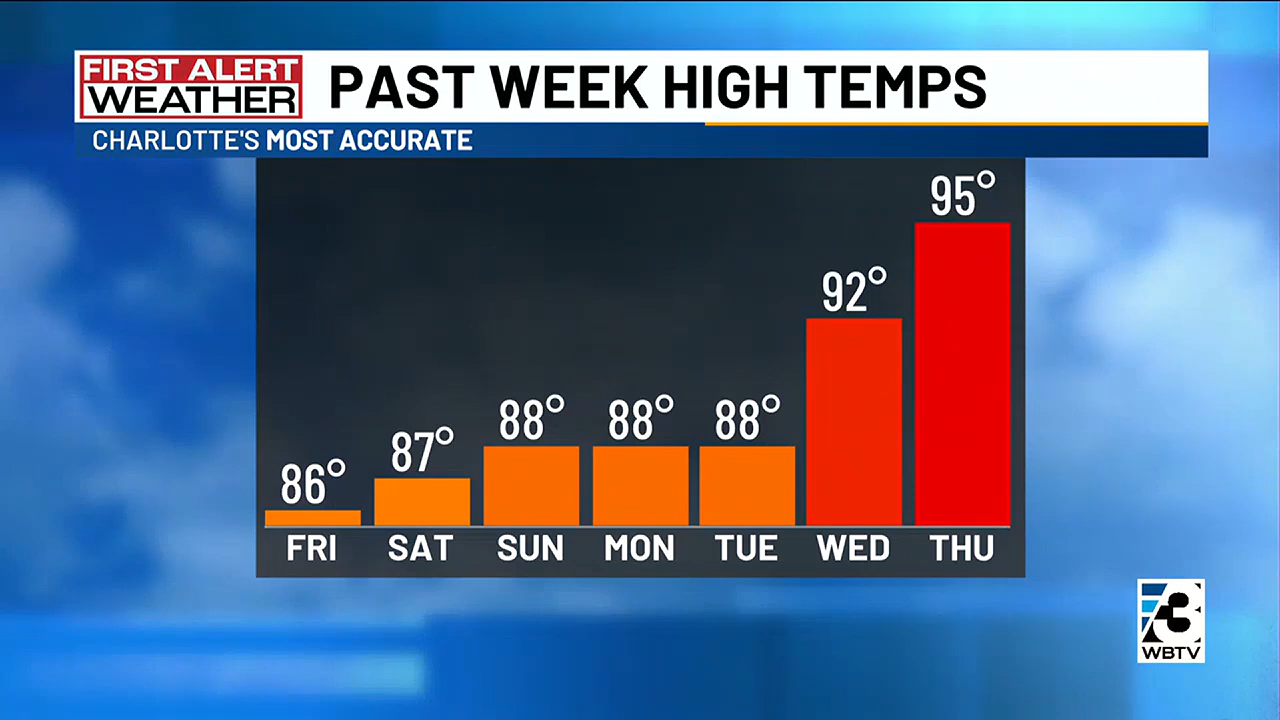 FIRST ALERT
WEATHER
PAST WEEK HIGH TEMPS
CHARLOTTE'S MOST ACCURATE
86° 87° 88° 88° 88° 92° 95°
FRI SAT SUN MON TUE WED THU
3
WBTV